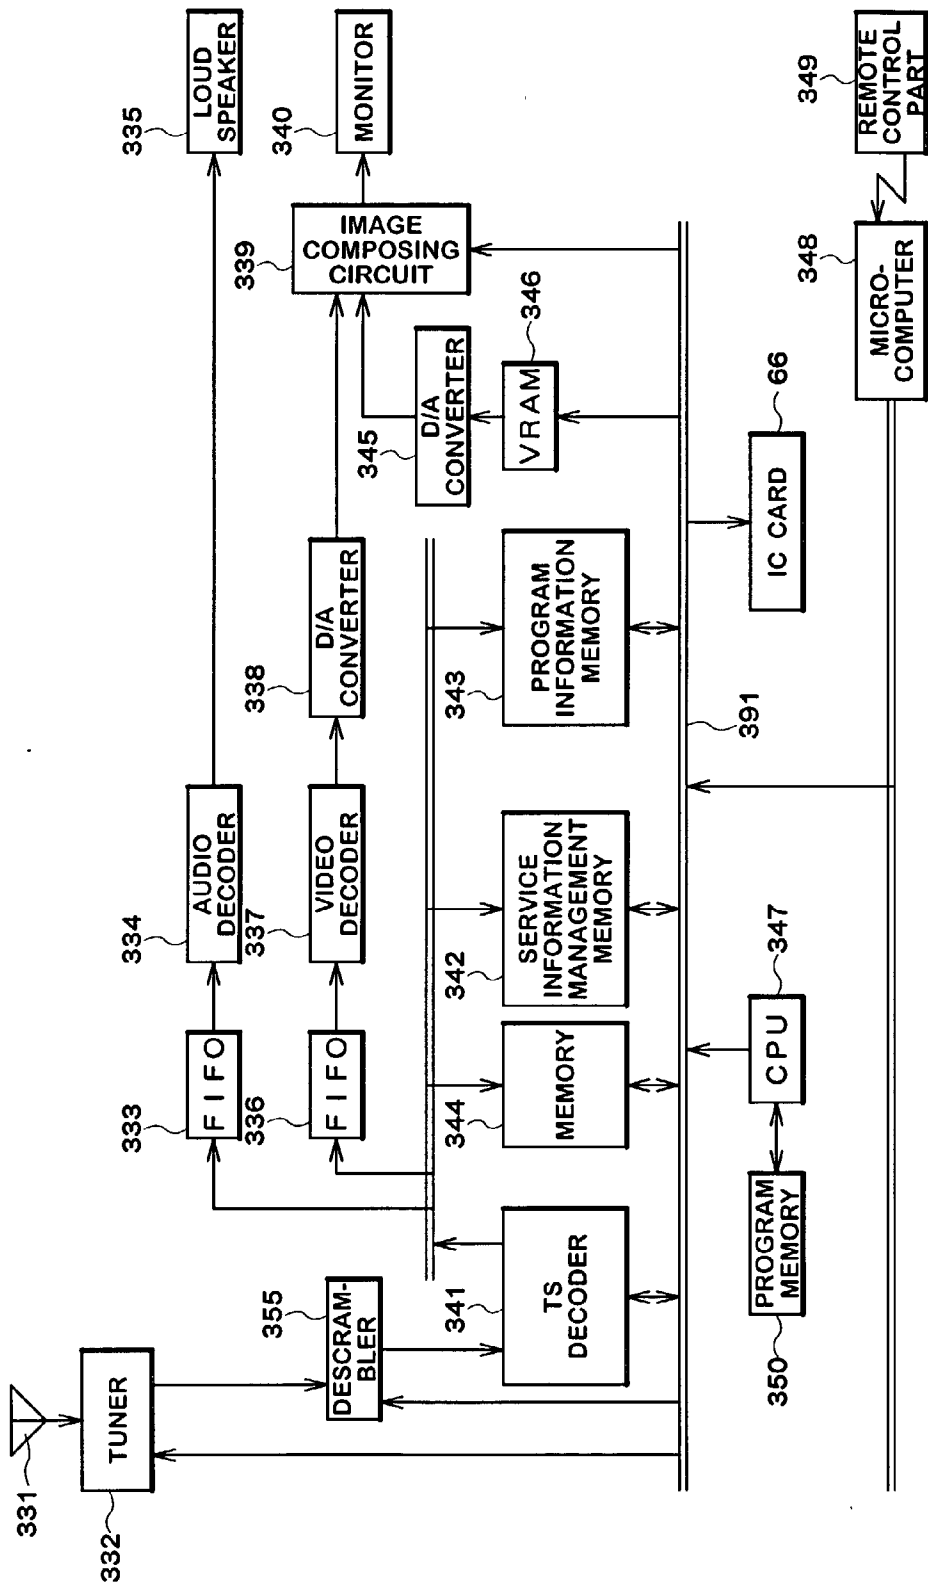 331
332
TUNER
355
DESCRAM-
BLER
341
TS
DECODER
333
FIFO
334
AUDIO
DECODER
335
LOUD
SPEAKER
336
FIFO
337
VIDEO
DECODER
338
D/A
CONVERTER
339
IMAGE
COMPOSING
CIRCUIT
340
MONITOR
344
MEMORY
342
SERVICE
INFORMATION
MANAGEMENT
MEMORY
343
PROGRAM
INFORMATION
MEMORY
345
D/A
CONVERTER
346
VRAM
391
350
PROGRAM
MEMORY
347
CPU
66
IC CARD
348
MICRO-
COMPUTER
349
REMOTE
CONTROL
PART